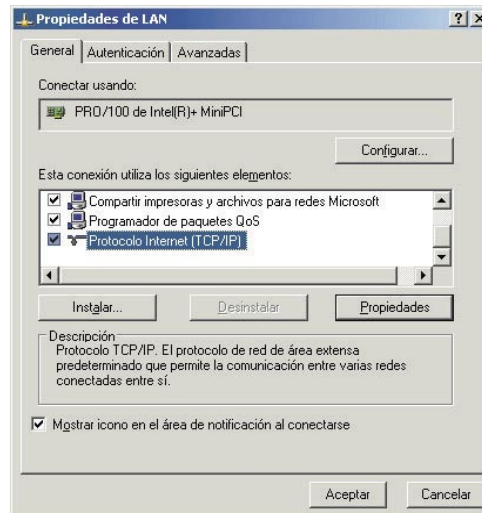 Propiedades de LAN
General Autenticación Avanzadas
Conectar usando:
PRO/100 de Intel(R)+ MiniPCI
Configurar...
Esta conexión utiliza los siguientes elementos:
Compartir impresoras y archivos para redes Microsoft
Programador de paquetes QoS
Protocolo Internet (TCP/IP)
Instalar... Desinstalar Propiedades
Descripción
Protocolo TCP/IP. El protocolo de red de área extensa
predeterminado que permite la comunicación entre varias redes
conectadas entre sí.
Mostrar icono en el área de notificación al conectarse
Aceptar Cancelar